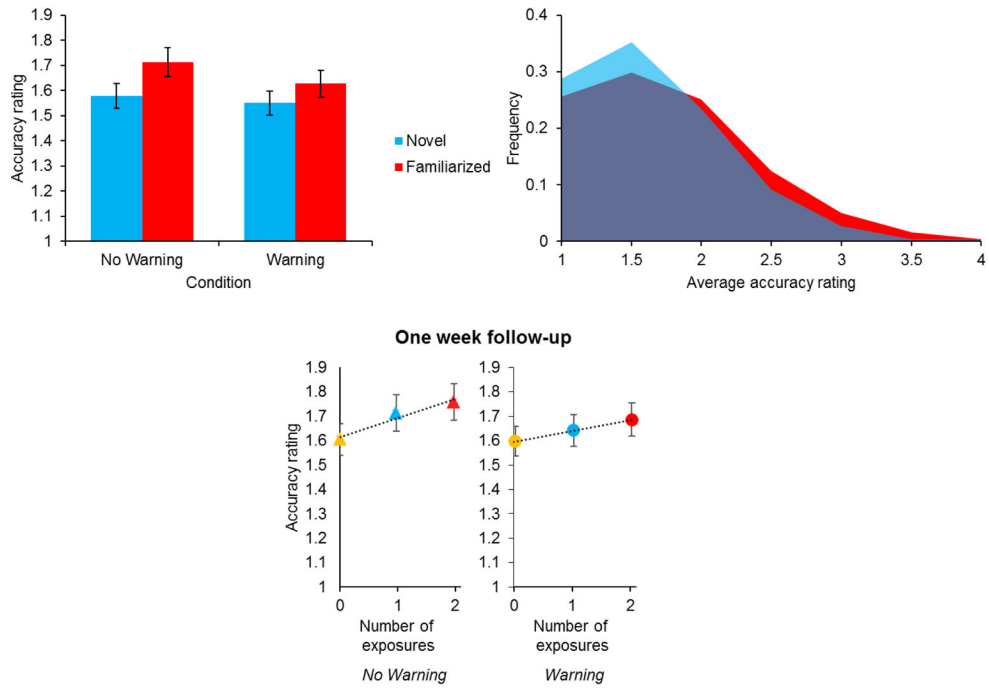 1.9
1.8
1.7
1.6
1.5
1.4
1.3
1.2
1.1
1
Accuracy rating
No Warning Warning
Condition
Novel
Familiarized
0.4
0.3
0.2
0.1
0
Frequency
1 1.5 2 2.5 3 3.5 4
Average accuracy rating
One week follow-up
1.9
1.8
1.7
1.6
1.5
1.4
1.3
1.2
1.1
1
Accuracy rating
0 1 2
Number of
exposures
No Warning
1.9
1.8
1.7
1.6
1.5
1.4
1.3
1.2
1.1
1
0 1 2
Number of
exposures
Warning